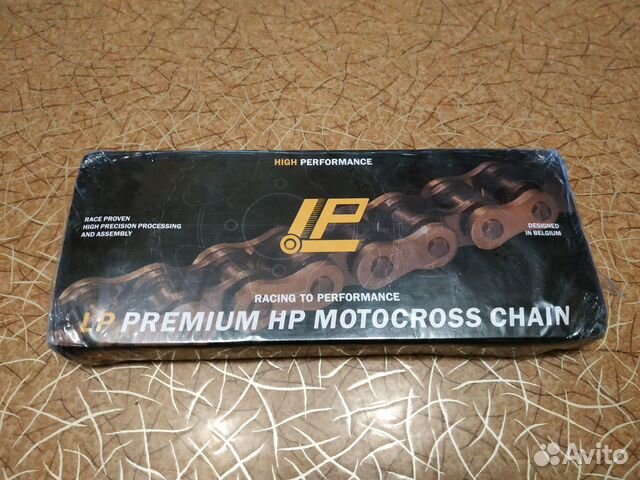 HIGH PERFORMANCE
LP
RACE PROVEN
HIGH PRECISION PROCESSING
AND ASSEMBLY
DESIGNED
IN BELGIUM
RACING TO PERFORMANCE
LP PREMIUM HP MOTOCROSS CHAIN
Avito